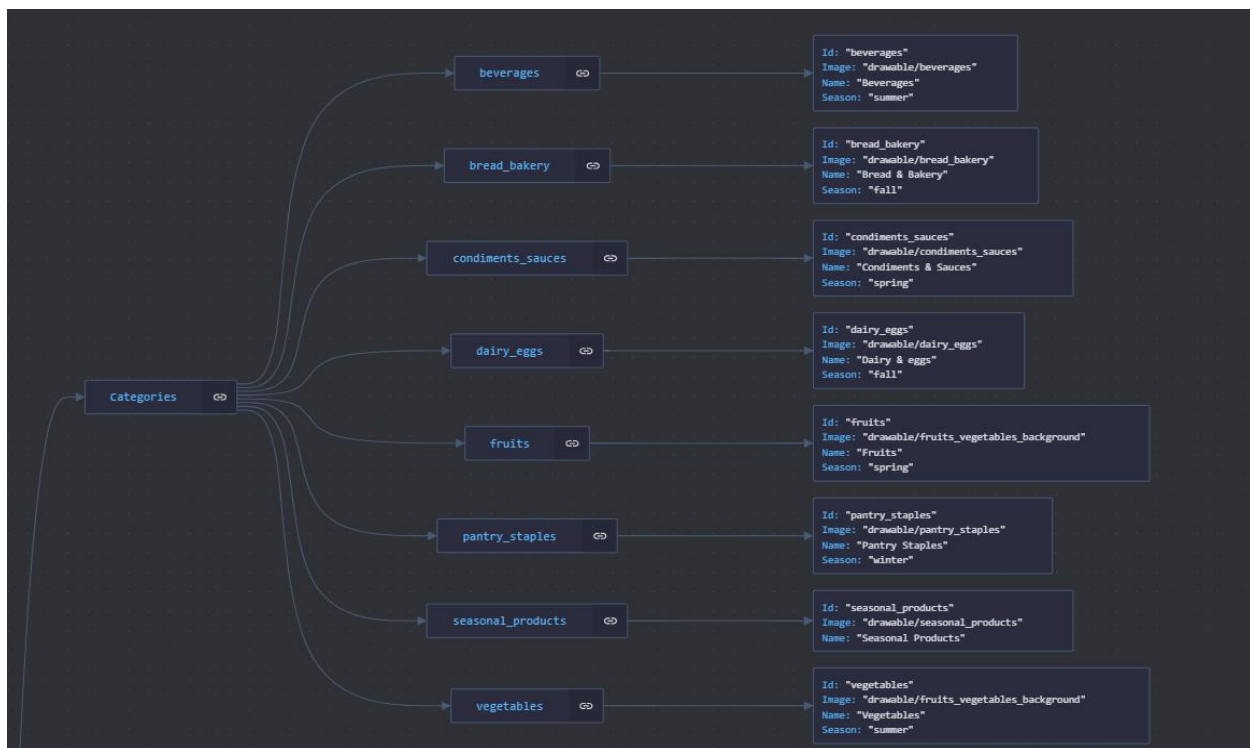 beverages
Id: "beverages"
Image: "drawable/beverages"
Name: "Beverages"
Season: "summer"
bread_bakery
Id: "bread_bakery"
Image: "drawable/bread_bakery"
Name: "Bread & Bakery"
Season: "fall"
condiments_sauces
Id: "condiments_sauces"
Image: "drawable/condiments_sauces"
Name: "Condiments & Sauces"
Season: "spring"
dairy_eggs
Id: "dairy_eggs"
Image: "drawable/dairy_eggs"
Name: "Dairy & eggs"
Season: "fall"
Categories
fruits
Id: "fruits"
Image: "drawable/fruits_vegetables_background"
Name: "Fruits"
Season: "spring"
pantry_staples
Id: "pantry_staples"
Image: "drawable/pantry_staples"
Name: "Pantry Staples"
Season: "winter"
seasonal_products
Id: "seasonal_products"
Image: "drawable/seasonal_products"
Name: "Seasonal Products"
vegetables
Id: "vegetables"
Image: "drawable/fruits_vegetables_background"
Name: "Vegetables"
Season: "summer"